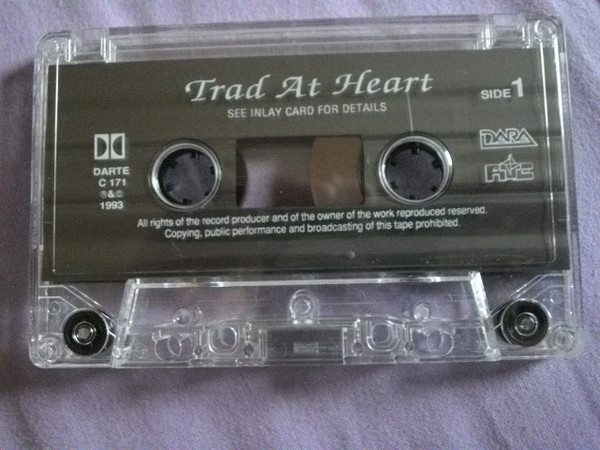 Trad At Heart
SEE INLAY CARD FOR DETAILS
SIDE 1
DARTE
C 171
℗&©
1993
DARA
All rights of the record producer and of the owner of the work reproduced reserved.
Copying, public performance and broadcasting of this tape prohibited.